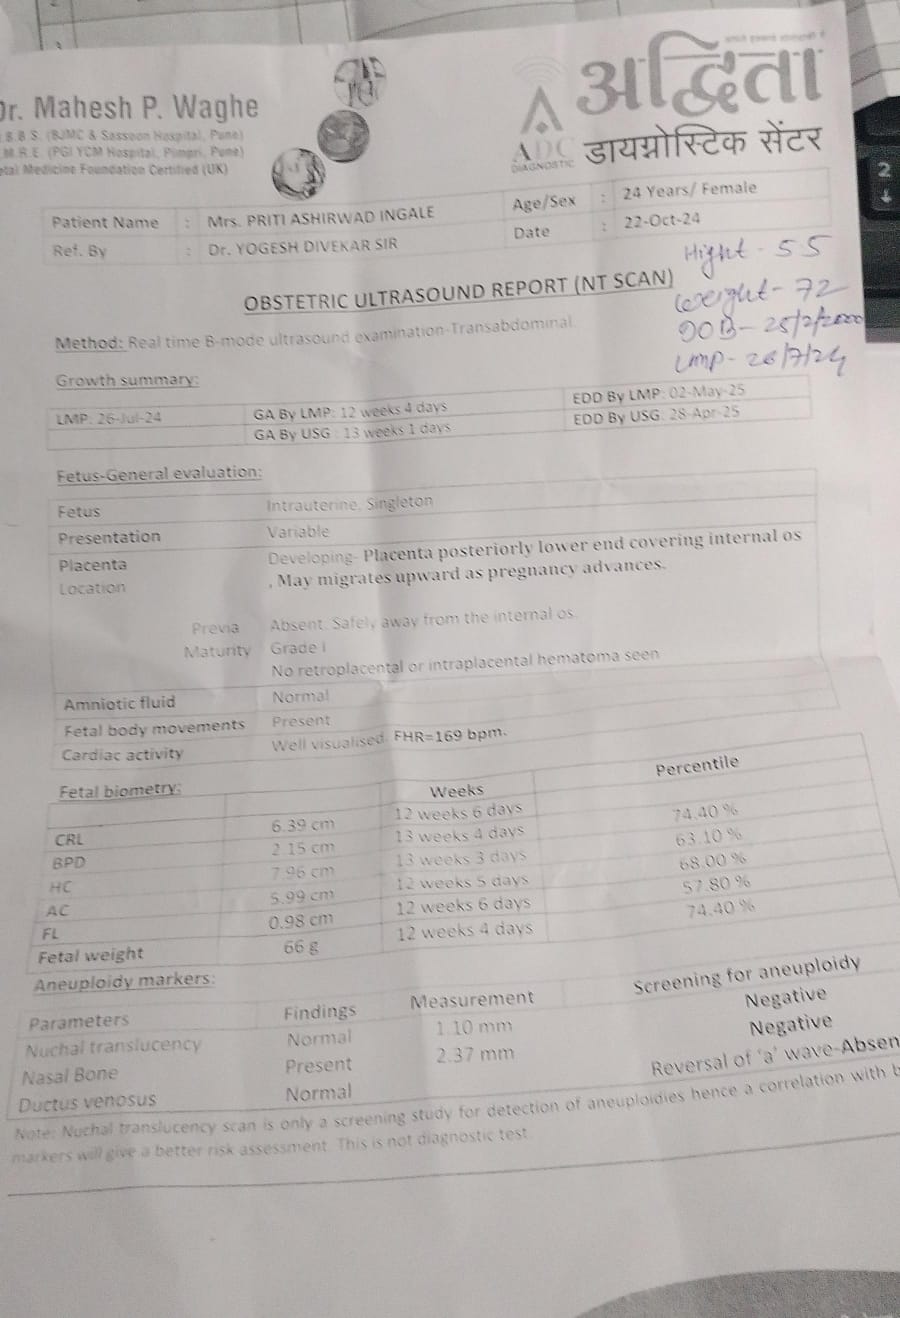 Dr. Mahesh P. Waghe
B.B.S. (BJMC & Sassoon Hospital, Pune)
M.R.E. (PGI YCM Hospital, Pimpri, Pune)
etal Medicine Foundation Certified (UK)
अद्विता
ADC
DIAGNOSTIC
डायग्नोस्टिक सेंटर
Patient Name : Mrs. PRITI ASHIRWAD INGALE Age/Sex : 24 Years/ Female
Ref. By : Dr. YOGESH DIVEKAR SIR Date : 22-Oct-24
Hight - 5 5
weight - 72
DOB - 25/2/2000
LMP - 26/7/24
OBSTETRIC ULTRASOUND REPORT (NT SCAN)
Method: Real time B-mode ultrasound examination-Transabdominal.
Growth summary:
LMP: 26-Jul-24 GA By LMP: 12 weeks 4 days EDD By LMP: 02-May-25
GA By USG : 13 weeks 1 days EDD By USG: 28-Apr-25
Fetus-General evaluation:
Fetus Intrauterine, Singleton
Presentation Variable
Placenta Developing- Placenta posteriorly lower end covering internal os
Location , May migrates upward as pregnancy advances.
Previa Absent. Safely away from the internal os.
Maturity Grade I
No retroplacental or intraplacental hematoma seen
Amniotic fluid Normal
Fetal body movements Present
Cardiac activity Well visualised. FHR=169 bpm.
Fetal biometry: Weeks Percentile
CRL 6.39 cm 12 weeks 6 days 74.40 %
BPD 2.15 cm 13 weeks 4 days 63.10 %
HC 7.96 cm 13 weeks 3 days 68.00 %
AC 5.99 cm 12 weeks 5 days 57.80 %
FL 0.98 cm 12 weeks 6 days 74.40 %
Fetal weight 66 g 12 weeks 4 days
Aneuploidy markers:
Parameters Findings Measurement Screening for aneuploidy
Nuchal translucency Normal 1.10 mm Negative
Nasal Bone Present 2.37 mm Negative
Ductus venosus Normal Reversal of 'a' wave-Absen
Note: Nuchal translucency scan is only a screening study for detection of aneuploidies hence a correlation with b
markers will give a better risk assessment. This is not diagnostic test.
2